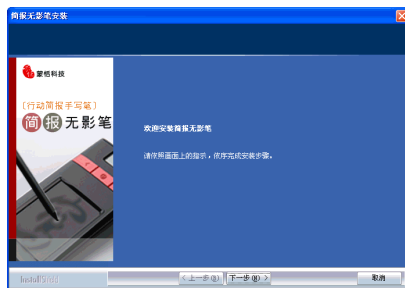 简报无影笔安装
蒙恬科技
〔行动简报手写笔〕
简报无影笔
欢迎安装简报无影笔
请依照画面上的指示，依序完成安装步骤。
InstallShield
< 上一步(B)
下一步(N) >
取消